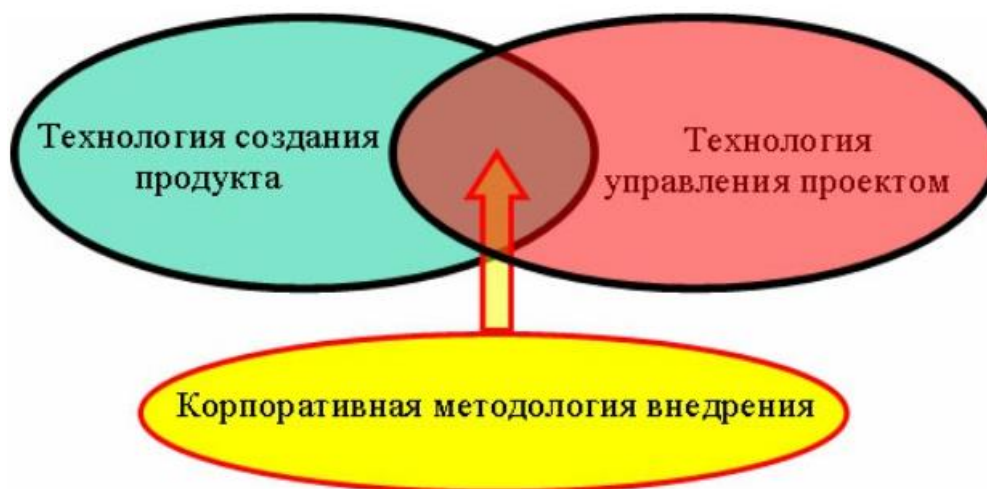 Технология создания
продукта
Технология
управления проектом
Корпоративная методология внедрения